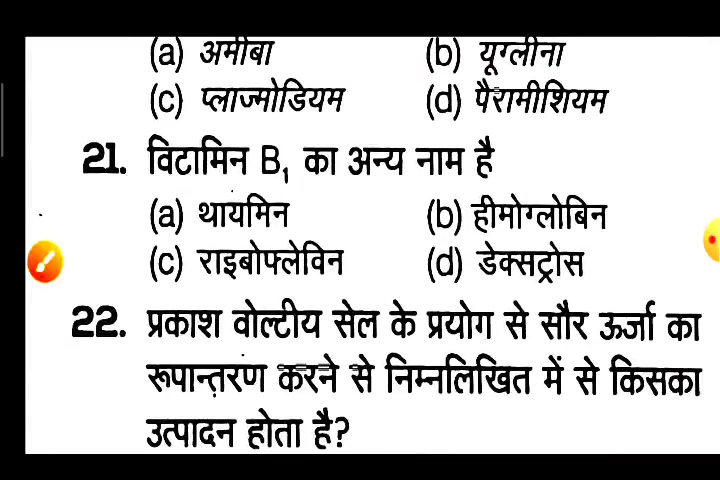 (a) अमीबा (b) यूग्लीना
(c) प्लाज्मोडियम (d) पैरामीशियम
21. विटामिन B₁ का अन्य नाम है
(a) थायमिन (b) हीमोग्लोबिन
(c) राइबोफ्लेविन (d) डेक्सट्रोस
22. प्रकाश वोल्टीय सेल के प्रयोग से सौर ऊर्जा का
रूपान्तरण करने से निम्नलिखित में से किसका
उत्पादन होता है?